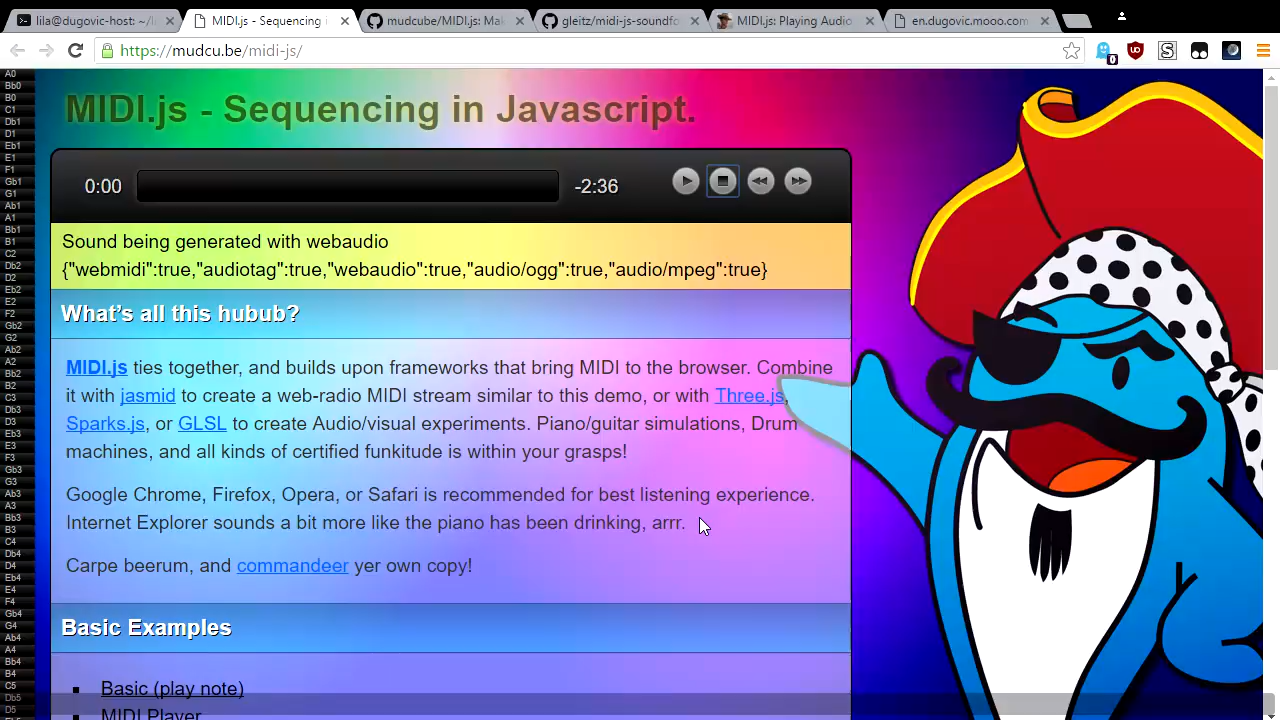 lila@dugovic-host: ~/li
MIDI.js - Sequencing in
mudcube/MIDI.js: Mak
gleitz/midi-js-soundfo
MIDI.js: Playing Audio
en.dugovic.mooo.com
https://mudcu.be/midi-js/
0
A0
Bb0
B0
C1
Db1
D1
Eb1
E1
F1
Gb1
G1
Ab1
A1
Bb1
B1
C2
Db2
D2
Eb2
E2
F2
Gb2
G2
Ab2
A2
Bb2
B2
C3
Db3
D3
Eb3
E3
F3
Gb3
G3
Ab3
A3
Bb3
B3
C4
Db4
D4
Eb4
E4
F4
Gb4
G4
Ab4
A4
Bb4
B4
C5
Db5
D5
MIDI.js - Sequencing in Javascript.
0:00 -2:36
Sound being generated with webaudio
{"webmidi":true,"audiotag":true,"webaudio":true,"audio/ogg":true,"audio/mpeg":true}
What's all this hubub?
MIDI.js ties together, and builds upon frameworks that bring MIDI to the browser. Combine
it with jasmid to create a web-radio MIDI stream similar to this demo, or with Three.js,
Sparks.js, or GLSL to create Audio/visual experiments. Piano/guitar simulations, Drum
machines, and all kinds of certified funkitude is within your grasps!
Google Chrome, Firefox, Opera, or Safari is recommended for best listening experience.
Internet Explorer sounds a bit more like the piano has been drinking, arrr.
Carpe beerum, and commandeer yer own copy!
Basic Examples
Basic (play note)
MIDI Player